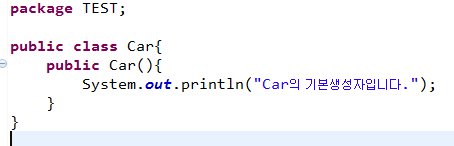 package TEST;
public class Car{
public Car(){
System.out.println("Car의 기본생성자입니다.");
}
}